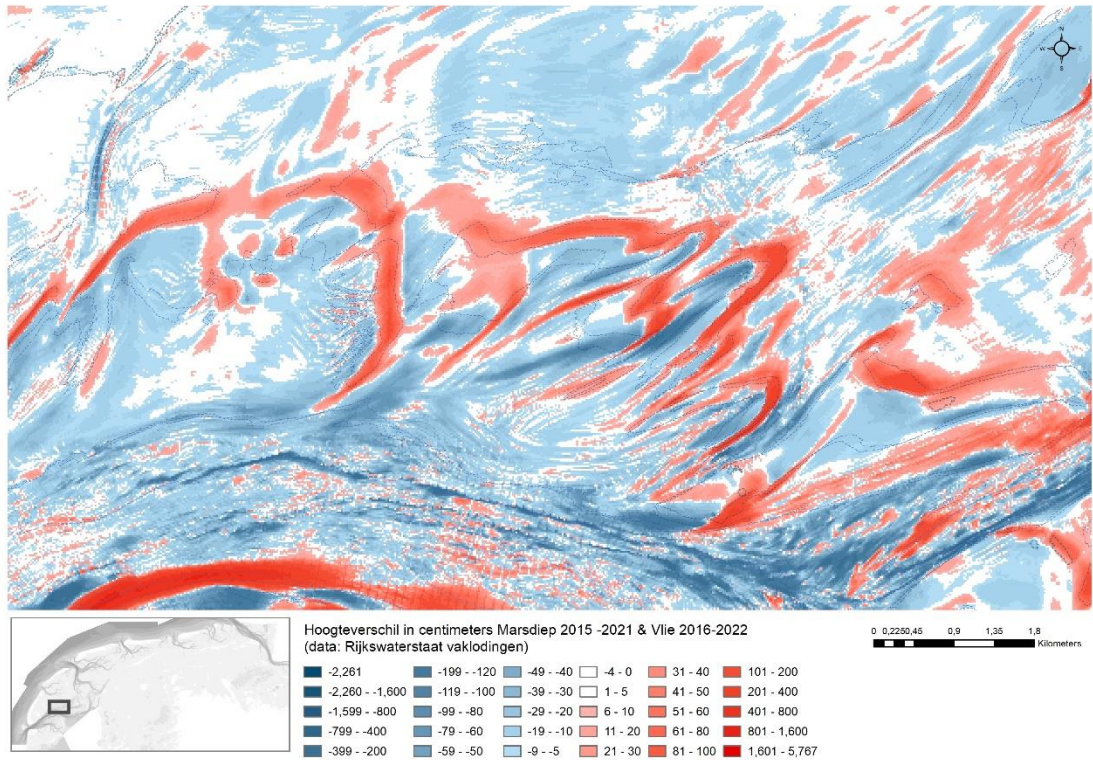 N
W E
S
Hoogteverschil in centimeters Marsdiep 2015 -2021 & Vlie 2016-2022
(data: Rijkswaterstaat vaklodingen)
0 0,2250,45 0,9 1,35 1,8
Kilometers
-2,261 -199 - -120 -49 - -40 -4 - 0 31 - 40 101 - 200
-2,260 - -1,600 -119 - -100 -39 - -30 1 - 5 41 - 50 201 - 400
-1,599 - -800 -99 - -80 -29 - -20 6 - 10 51 - 60 401 - 800
-799 - -400 -79 - -60 -19 - -10 11 - 20 61 - 80 801 - 1,600
-399 - -200 -59 - -50 -9 - -5 21 - 30 81 - 100 1,601 - 5,767